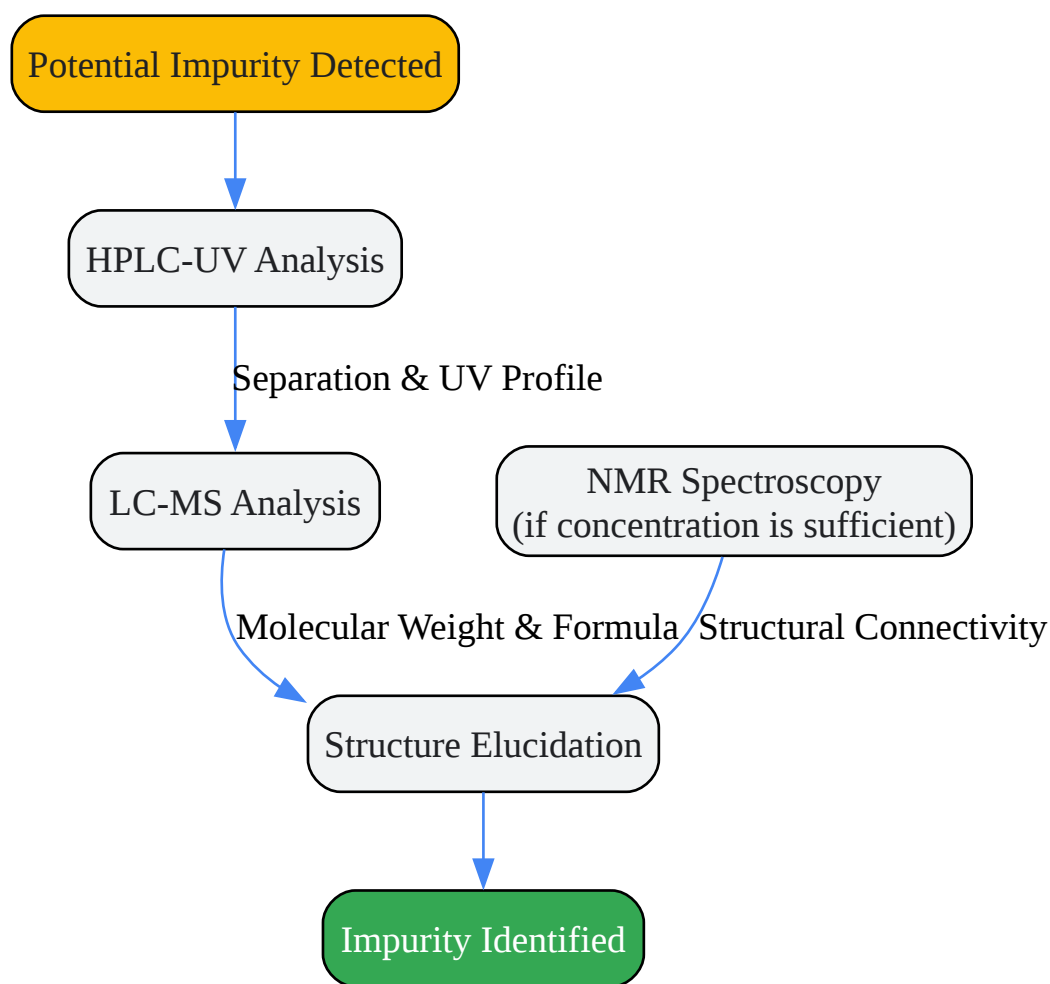 Potential Impurity Detected
HPLC-UV Analysis
Separation & UV Profile
LC-MS Analysis
NMR Spectroscopy
(if concentration is sufficient)
Molecular Weight & Formula
Structural Connectivity
Structure Elucidation
Impurity Identified